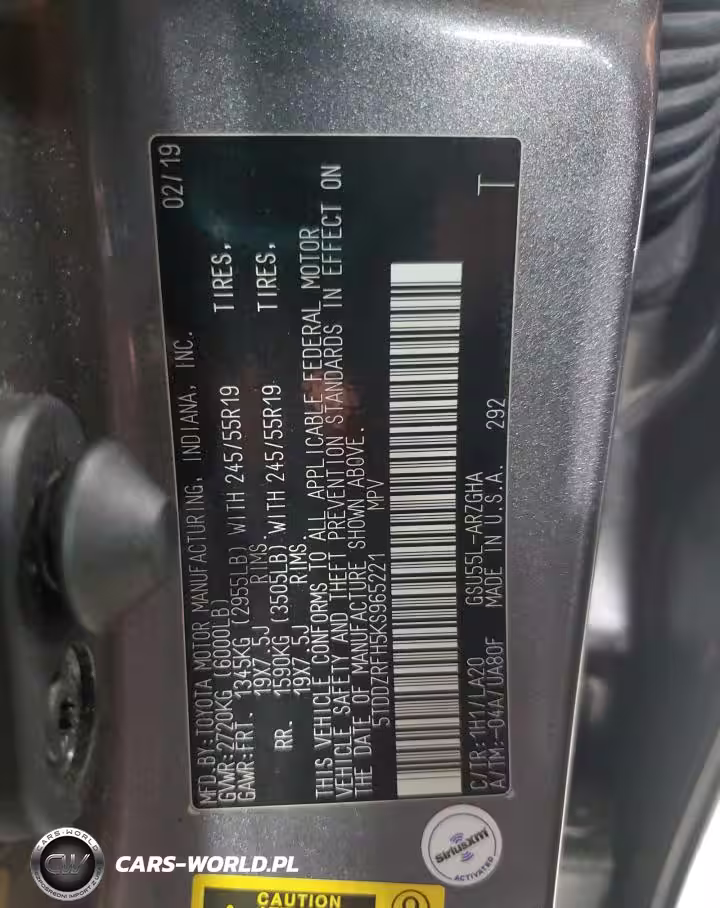 MFD.BY:TOYOTA MOTOR MANUFACTURING, INDIANA, INC. 02/19
GVWR:2720KG (6000LB)
GAWR:FRT. 1345KG (2955LB) WITH 245/55R19 TIRES,
19X7.5J RIMS,
RR. 1590KG (3505LB) WITH 245/55R19 TIRES,
19X7.5J RIMS.
THIS VEHICLE CONFORMS TO ALL APPLICABLE FEDERAL MOTOR
VEHICLE SAFETY AND THEFT PREVENTION STANDARDS IN EFFECT ON
THE DATE OF MANUFACTURE SHOWN ABOVE.
5TDDZRFH5KS965221 MPV
C/TR:1H1/LA20 GSU55L-ARZGHA
A/TM:-04A/UA80F MADE IN U.S.A. 292 T
SiriusXM
ACTIVATED
CAUTION
CARS-WORLD
CW
CARS-WORLD.PL